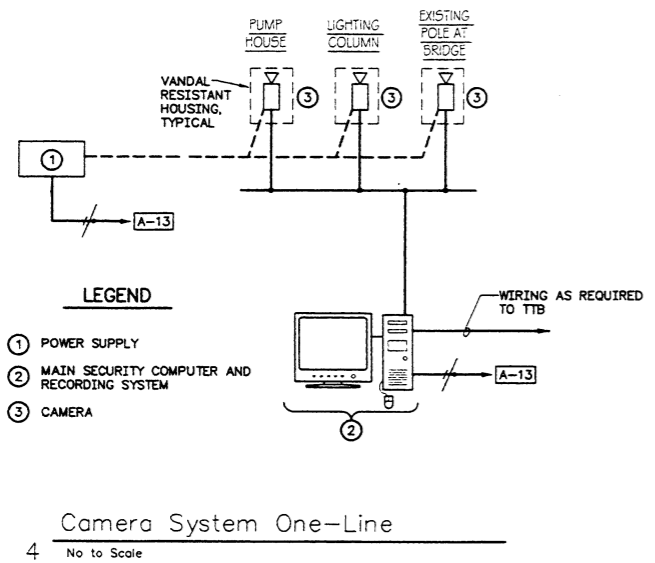 PUMP
HOUSE
LIGHTING
COLUMN
EXISTING
POLE AT
BRIDGE
VANDAL
RESISTANT
HOUSING,
TYPICAL
3
3
3
1
A-13
LEGEND
1 POWER SUPPLY
2 MAIN SECURITY COMPUTER AND
RECORDING SYSTEM
3 CAMERA
WIRING AS REQUIRED
TO TTB
A-13
2
Camera System One-Line
4 No to Scale